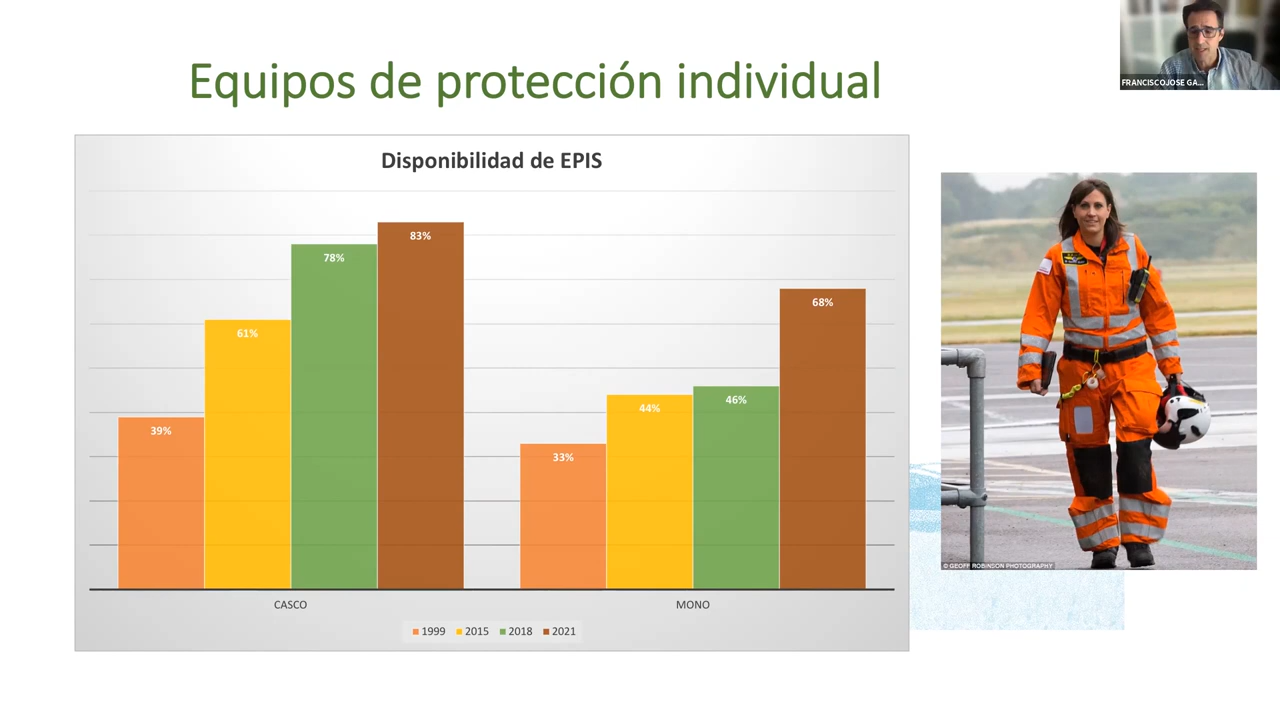 Equipos de protección individual
FRANCISCOJOSE GA...
Disponibilidad de EPIS
39%
61%
78%
83%
33%
44%
46%
68%
CASCO
MONO
1999
2015
2018
2021
© GEOFF ROBINSON PHOTOGRAPHY